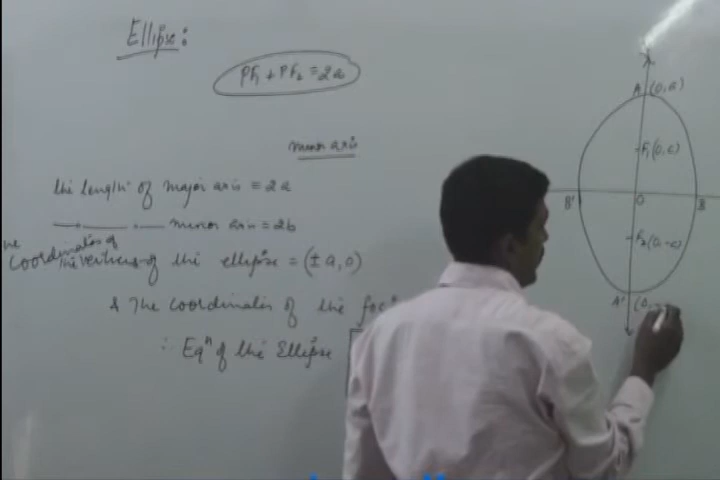 Ellipse:
PF₁ + PF₂ = 2a
minor axis
the length of major axis = 2a
minor axis = 2b
the coordinates of the vertices of the ellipse = (± a, 0)
& the coordinates of the foci
∴ Eqⁿ of the Ellipse
A (0, a)
F₁ (0, c)
B'
O
B
F₂ (0, -c)
A' (0, -